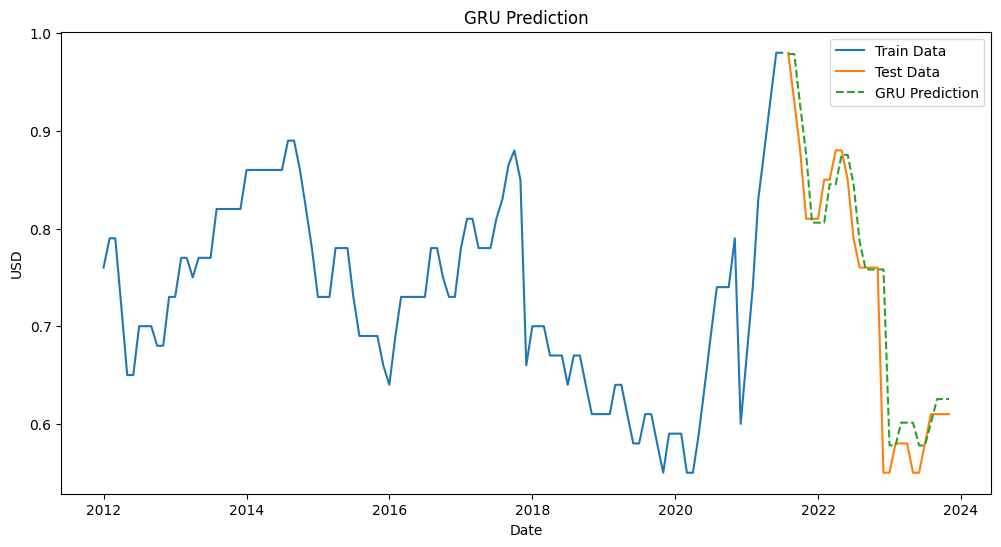 GRU Prediction
Train Data
Test Data
GRU Prediction
USD
1.0
0.9
0.8
0.7
0.6
2012
2014
2016
2018
2020
2022
2024
Date